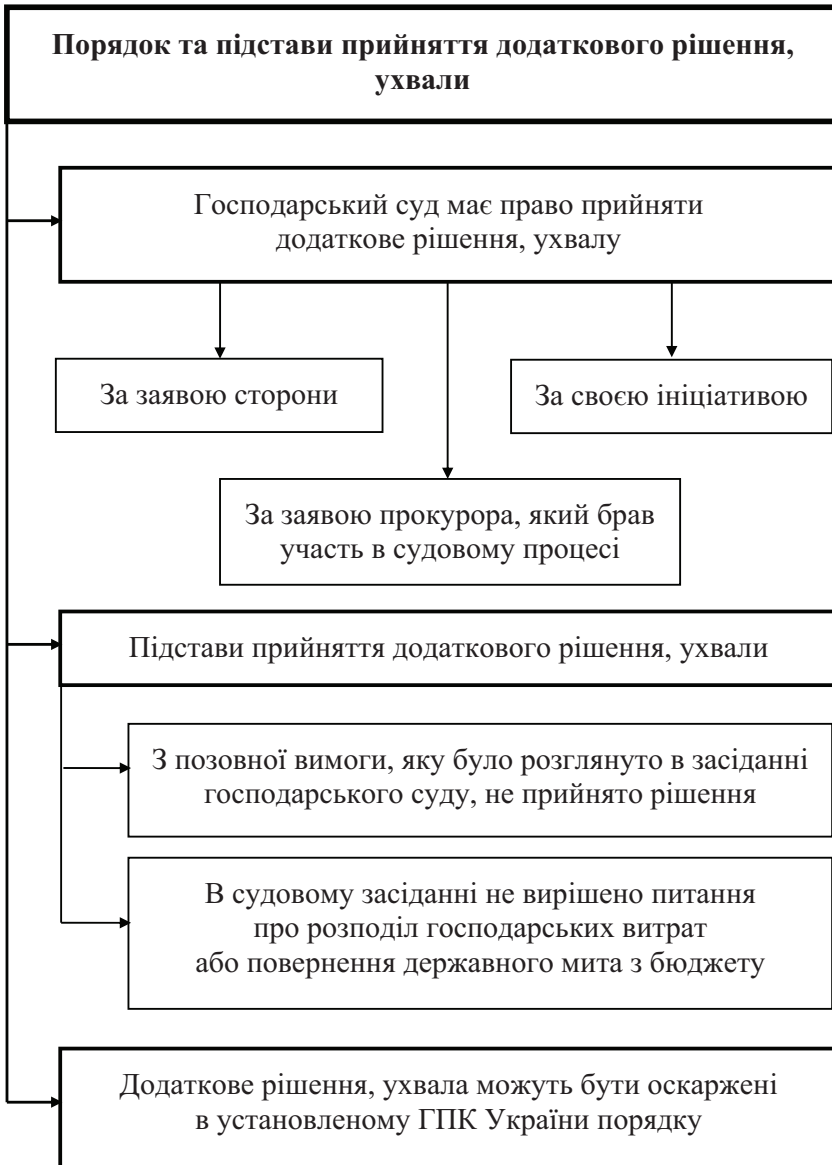 Порядок та підстави прийняття додаткового рішення,
ухвали
Господарський суд має право прийняти
додаткове рішення, ухвалу
За заявою сторони
За своєю ініціативою
За заявою прокурора, який брав
участь в судовому процесі
Підстави прийняття додаткового рішення, ухвали
З позовної вимоги, яку було розглянуто в засіданні
господарського суду, не прийнято рішення
В судовому засіданні не вирішено питання
про розподіл господарських витрат
або повернення державного мита з бюджету
Додаткове рішення, ухвала можуть бути оскаржені
в установленому ГПК України порядку